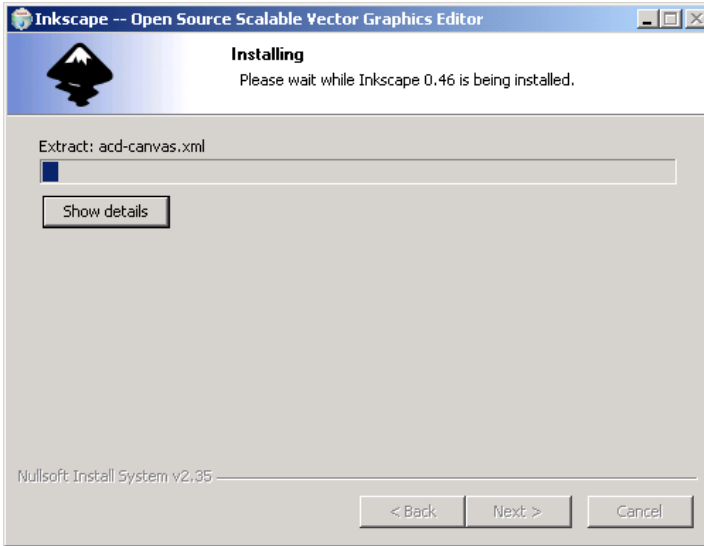 Inkscape -- Open Source Scalable Vector Graphics Editor
Installing
Please wait while Inkscape 0.46 is being installed.
Extract: acd-canvas.xml
Show details
Nullsoft Install System v2.35
< Back Next > Cancel